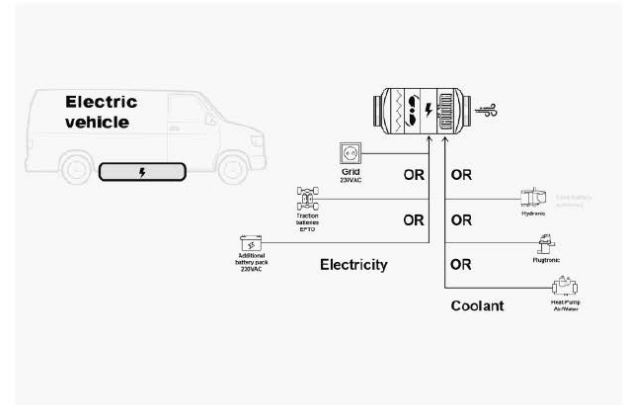 Electric
vehicle
Grid
230VAC
OR
OR
Traction
batteries
EPTO
Hydronic
OR
OR
Additional
battery pack
230VAC
Electricity
OR
Plugtronic
Coolant
Heat Pump
Air/Water